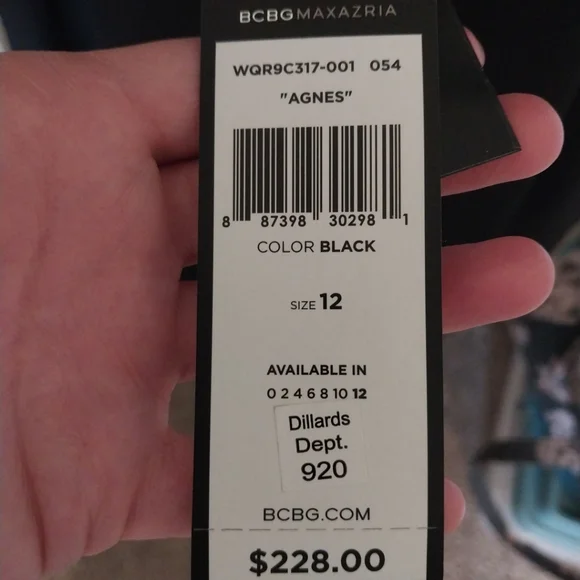 BCBGMAXAZRIA
WQR9C317-001 054
"AGNES"
8 87398 30298 1
COLOR BLACK
SIZE 12
AVAILABLE IN
0 2 4 6 8 10 12
Dillards
Dept.
920
BCBG.COM
$228.00